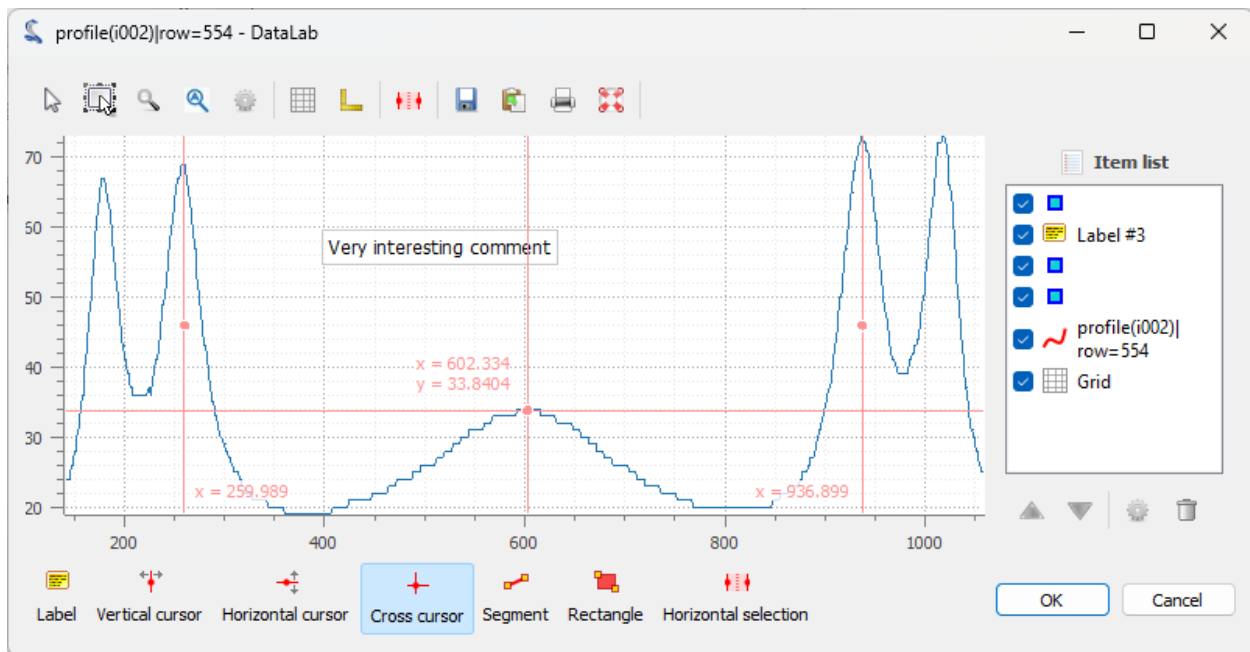 profile(i002)|row=554 - DataLab
70
60
50
40
30
20
200
400
600
800
1000
Very interesting comment
x = 602.334
y = 33.8404
x = 259.989
x = 936.899
Item list
Label #3
profile(i002)|
row=554
Grid
Label
Vertical cursor
Horizontal cursor
Cross cursor
Segment
Rectangle
Horizontal selection
OK
Cancel